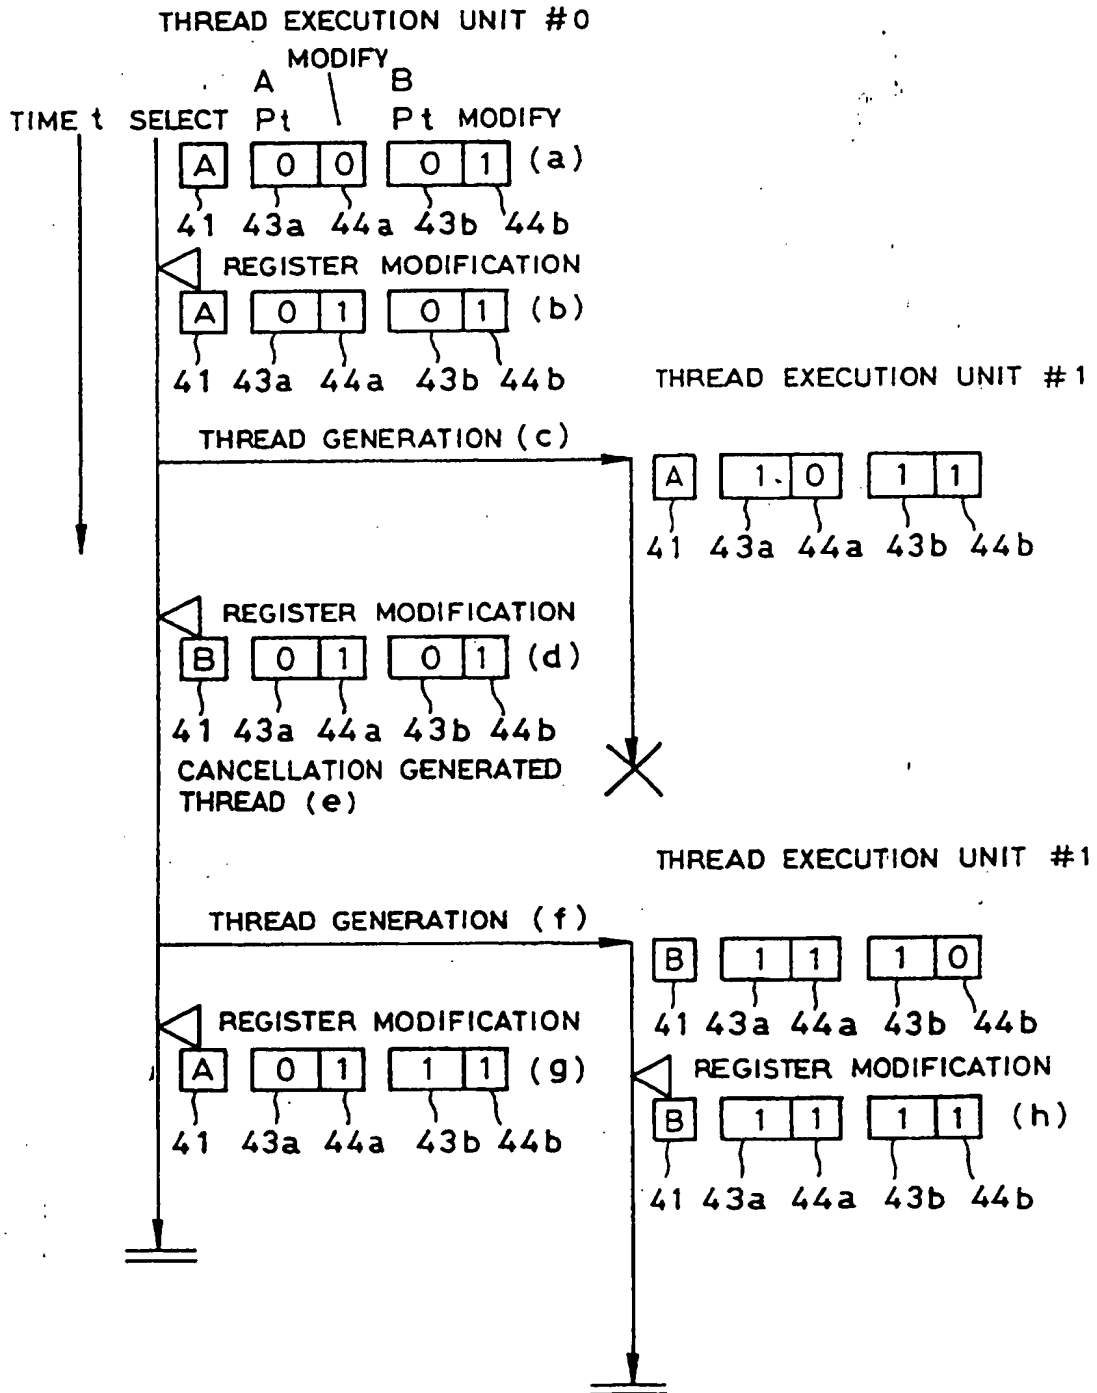 THREAD EXECUTION UNIT #0
MODIFY
A B
TIME t SELECT Pt Pt MODIFY
A 0 0 0 1 (a)
41 43a 44a 43b 44b
REGISTER MODIFICATION
A 0 1 0 1 (b)
41 43a 44a 43b 44b
THREAD EXECUTION UNIT #1
THREAD GENERATION (c)
A 1 0 1 1
41 43a 44a 43b 44b
REGISTER MODIFICATION
B 0 1 0 1 (d)
41 43a 44a 43b 44b
CANCELLATION GENERATED
THREAD (e)
THREAD EXECUTION UNIT #1
THREAD GENERATION (f)
B 1 1 1 0
41 43a 44a 43b 44b
REGISTER MODIFICATION
A 0 1 1 1 (g)
41 43a 44a 43b 44b
REGISTER MODIFICATION
B 1 1 1 1 (h)
41 43a 44a 43b 44b